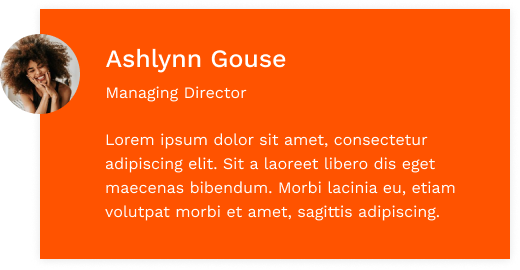 Ashlynn Gouse
Managing Director
Lorem ipsum dolor sit amet, consectetur
adipiscing elit. Sit a laoreet libero dis eget
maecenas bibendum. Morbi lacinia eu, etiam
volutpat morbi et amet, sagittis adipiscing.